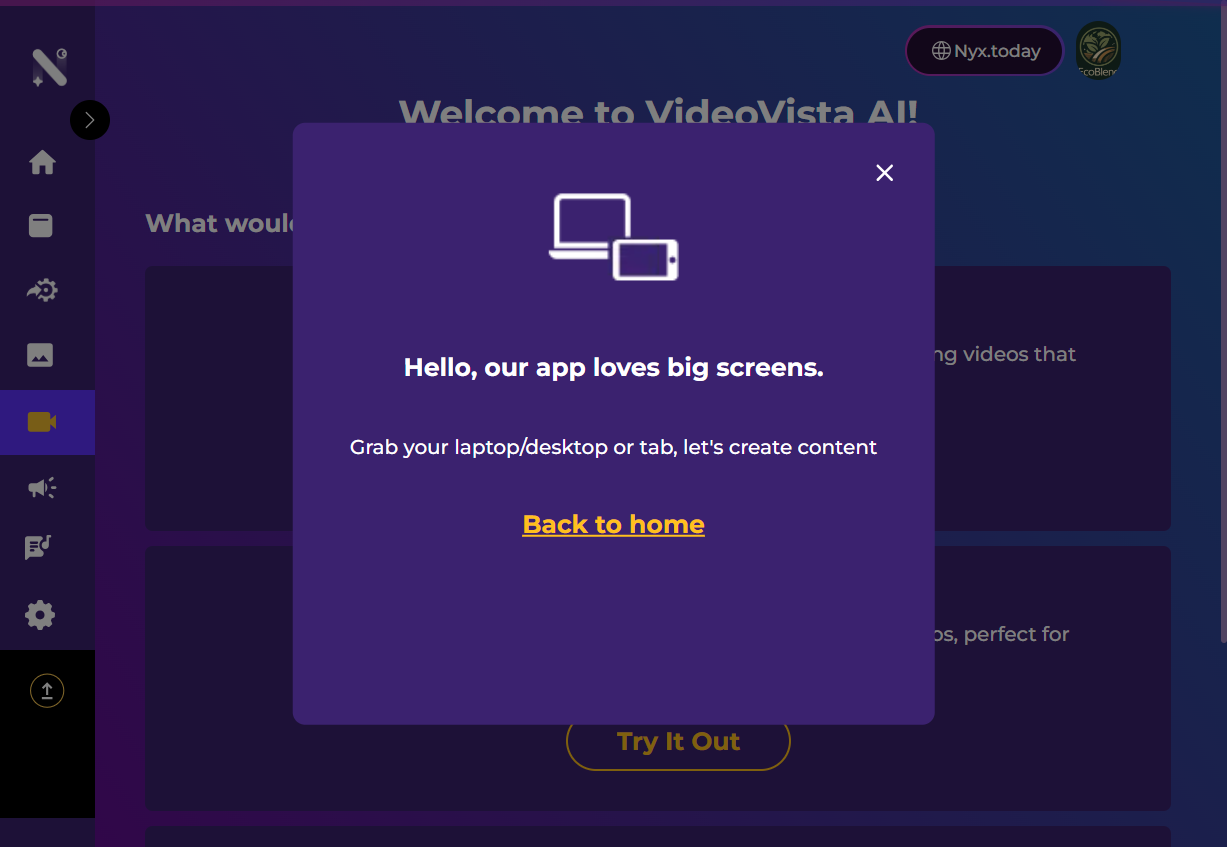 Nyx.today
EcoBlend
Welcome to VideoVista AI!
What would
Hello, our app loves big screens.
ng videos that
Grab your laptop/desktop or tab, let's create content
Back to home
os, perfect for
Try It Out